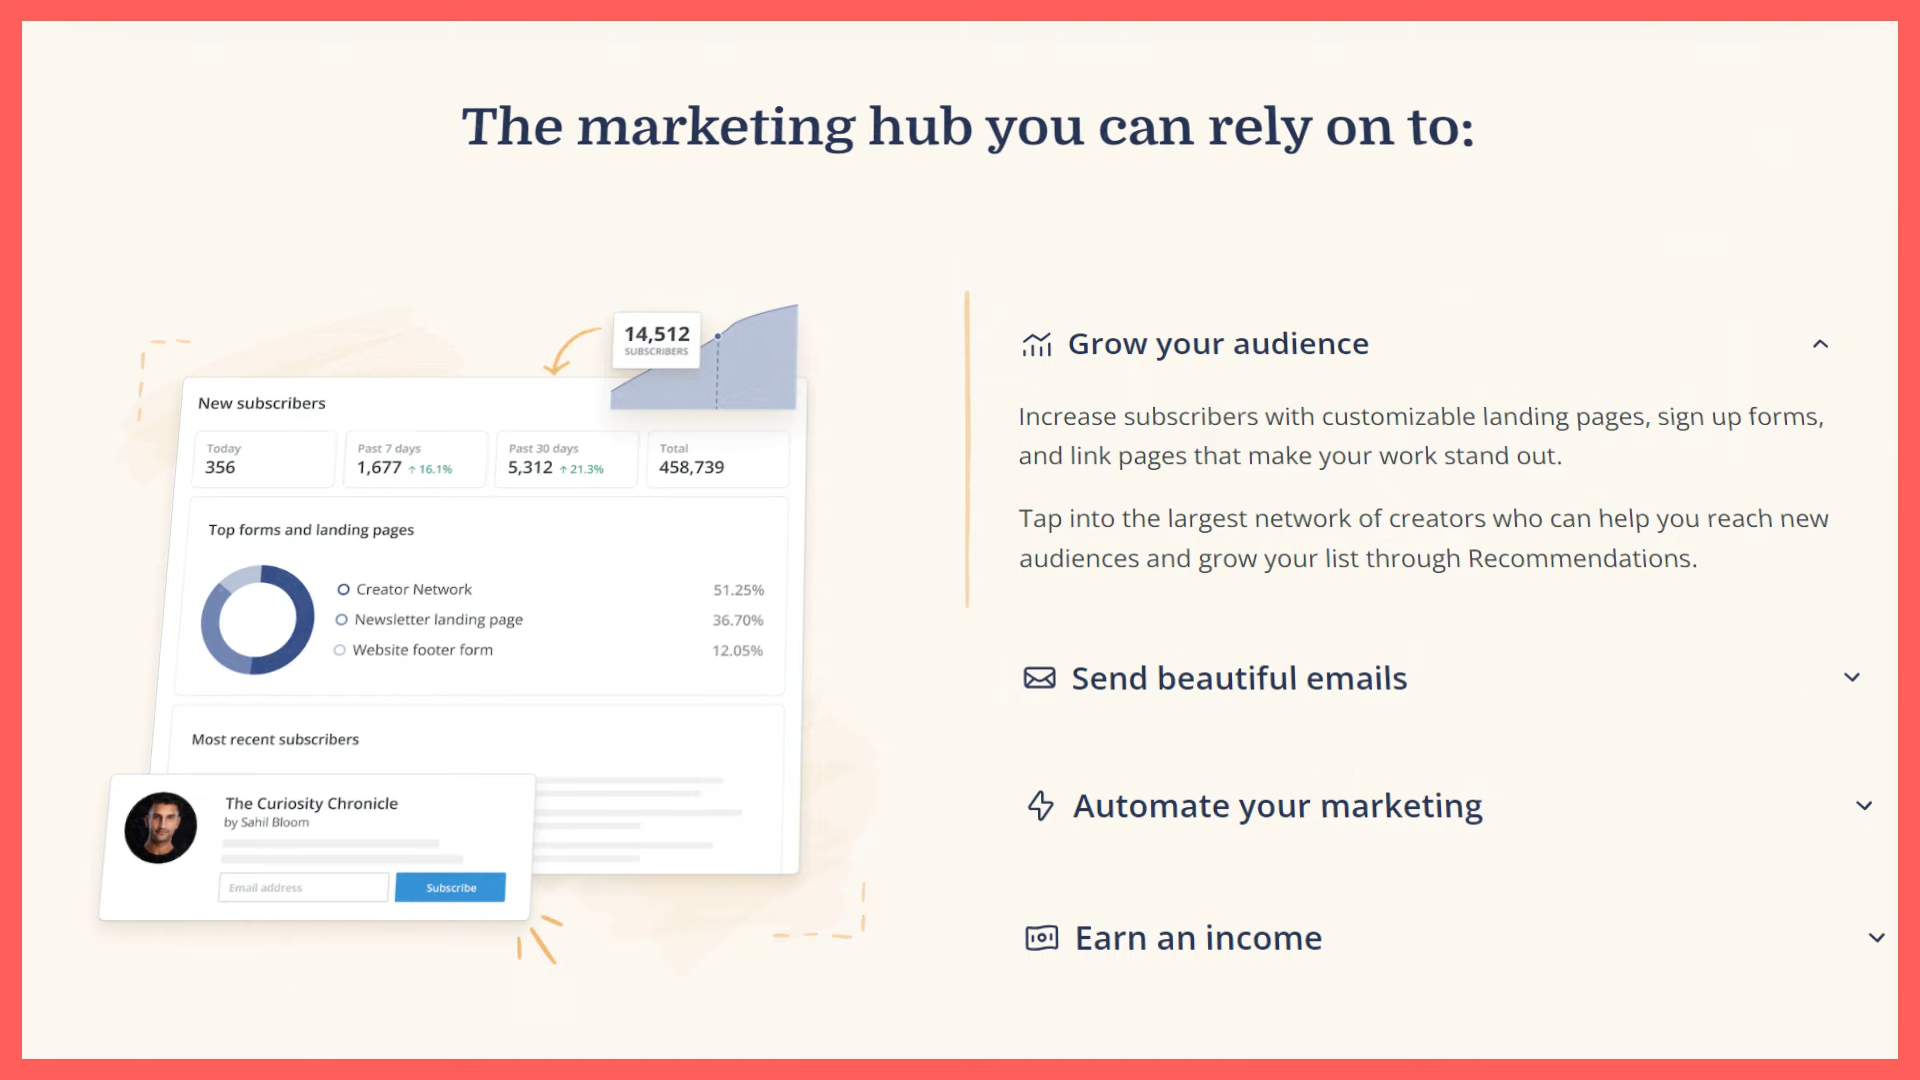 The marketing hub you can rely on to:
14,512
SUBSCRIBERS
New subscribers
Today
356
Past 7 days
1,677 ↑ 16.1%
Past 30 days
5,312 ↑ 21.3%
Total
458,739
Top forms and landing pages
Creator Network 51.25%
Newsletter landing page 36.70%
Website footer form 12.05%
Most recent subscribers
The Curiosity Chronicle
by Sahil Bloom
Email address
Subscribe
Grow your audience
Increase subscribers with customizable landing pages, sign up forms,
and link pages that make your work stand out.
Tap into the largest network of creators who can help you reach new
audiences and grow your list through Recommendations.
Send beautiful emails
Automate your marketing
Earn an income